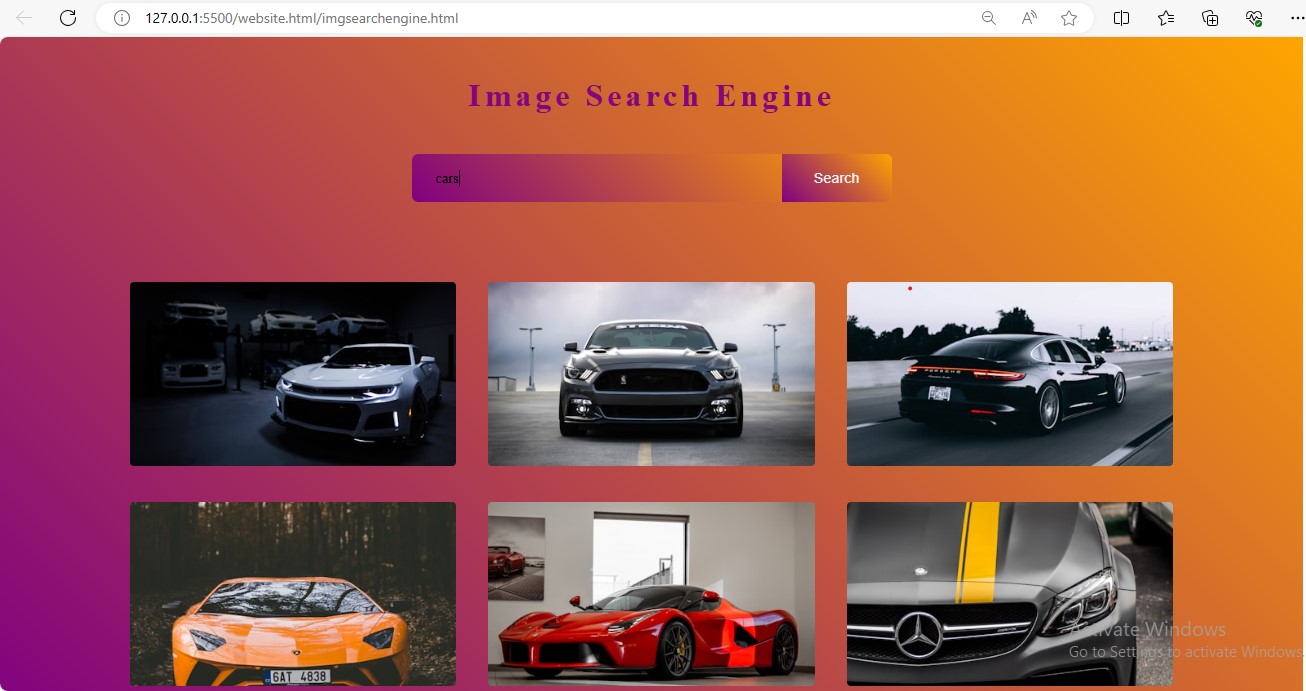 127.0.0.1:5500/website.html/imgsearchengine.html
Image Search Engine
cars
Search
STEEDA
PORSCHE
6AT 4838
Activate Windows
Go to Settings to activate Windows.